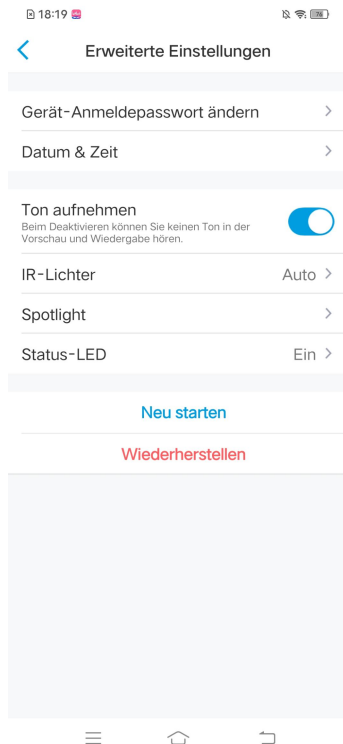 18:19
76
Erweiterte Einstellungen
Gerät-Anmeldepasswort ändern
Datum & Zeit
Ton aufnehmen
Beim Deaktivieren können Sie keinen Ton in der
Vorschau und Wiedergabe hören.
IR-Lichter Auto
Spotlight
Status-LED Ein
Neu starten
Wiederherstellen